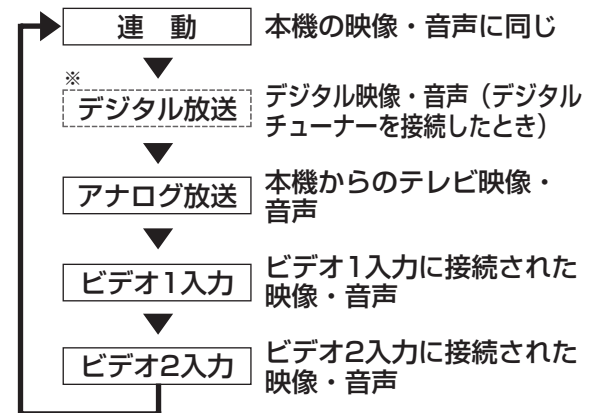 連　動 本機の映像・音声に同じ
※
デジタル放送 デジタル映像・音声（デジタル
チューナーを接続したとき）
アナログ放送 本機からのテレビ映像・
音声
ビデオ1入力 ビデオ1入力に接続された
映像・音声
ビデオ2入力 ビデオ2入力に接続された
映像・音声